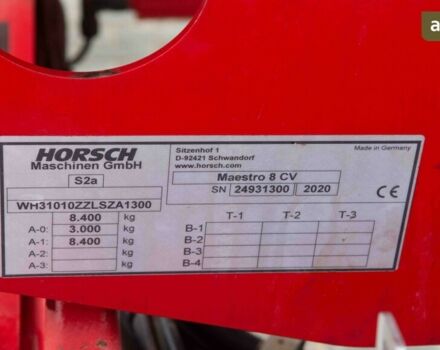 HORSCH
Maschinen GmbH
Sitzenhof 1
D-92421 Schwandorf
www.horsch.com
Made in Germany
S2a
Maestro 8 CV
SN 24931300 2020
WH31010ZZLSZA1300
CE
8.400 kg
A-0: 3.000 kg
A-1: 8.400 kg
A-2: kg
A-3: kg
T-1 T-2 T-3
B-1
B-2
B-3
B-4